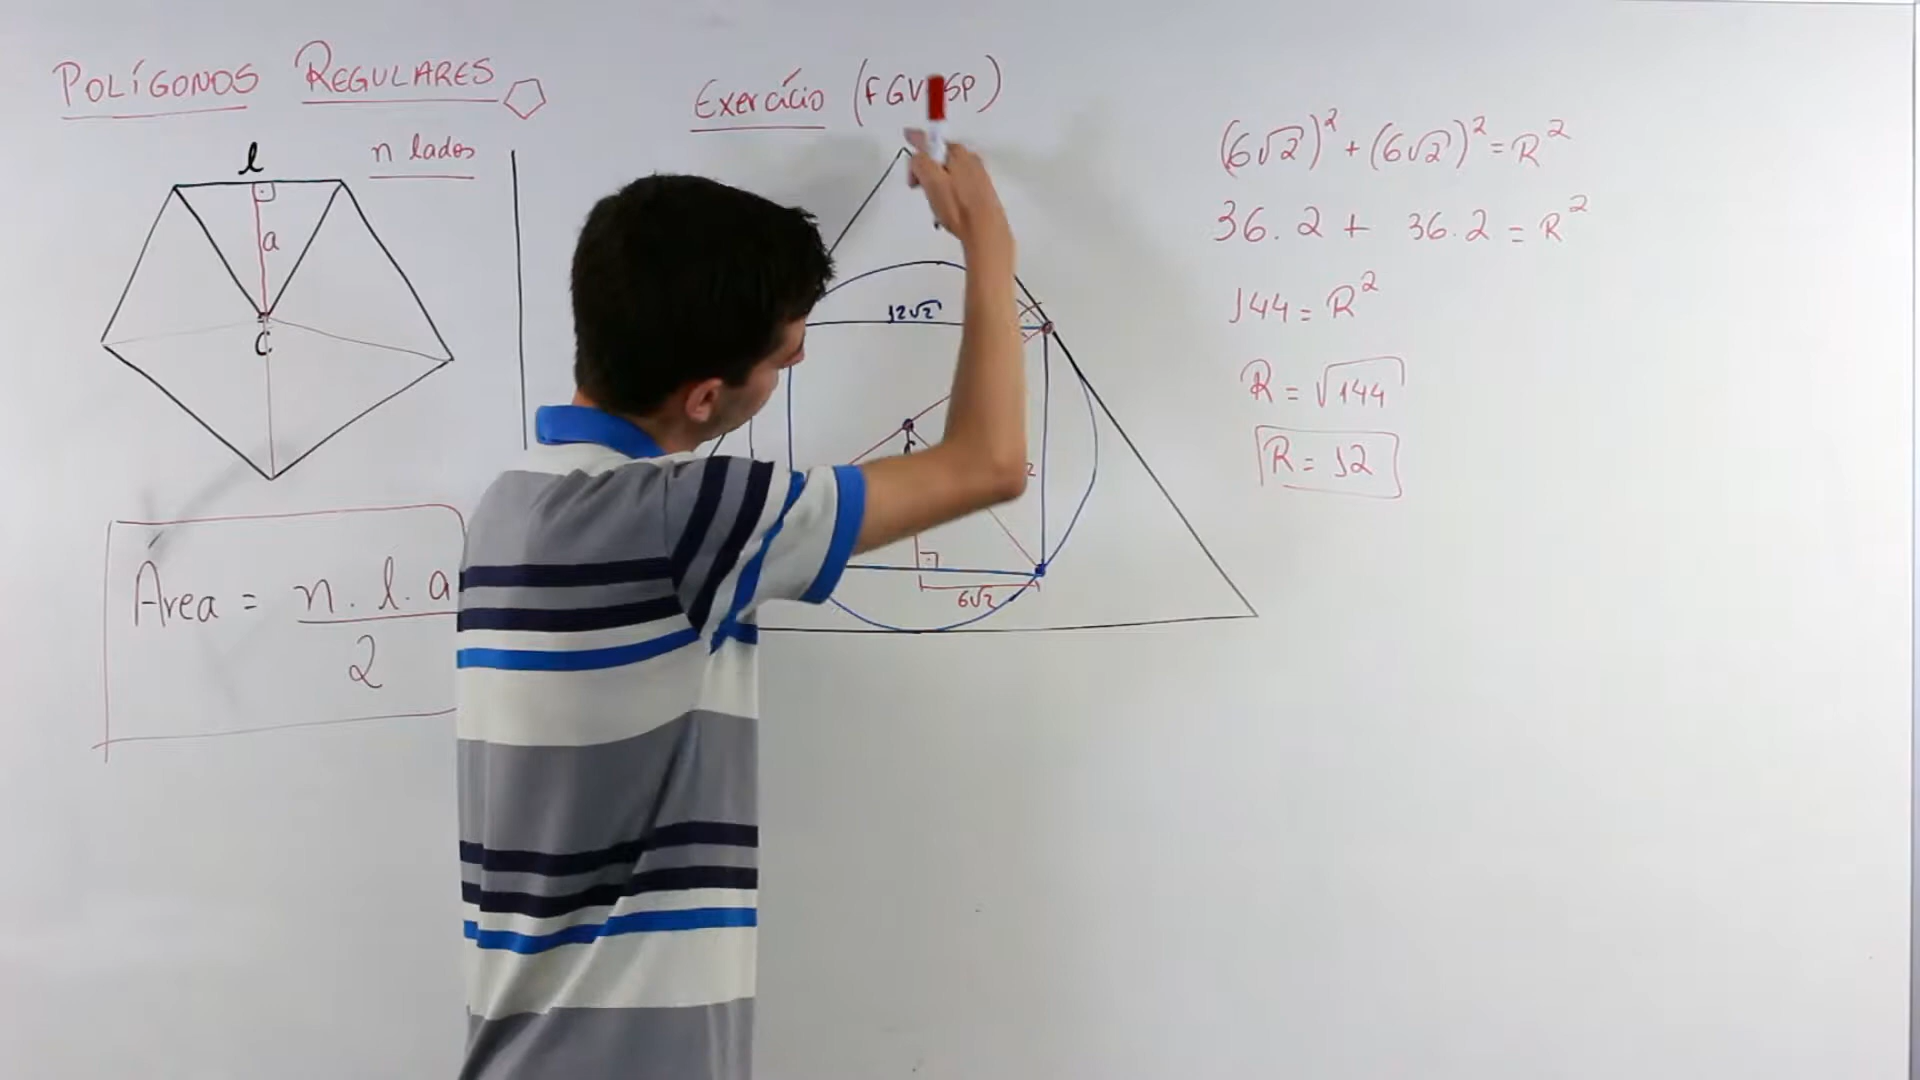 POLÍGONOS REGULARES
n lados
l
a
C
Área = n . l . a
2
Exercício (FGV-SP)
12√2
6√2
(6√2)² + (6√2)² = R²
36 . 2 + 36 . 2 = R²
144 = R²
R = √144
R = 12